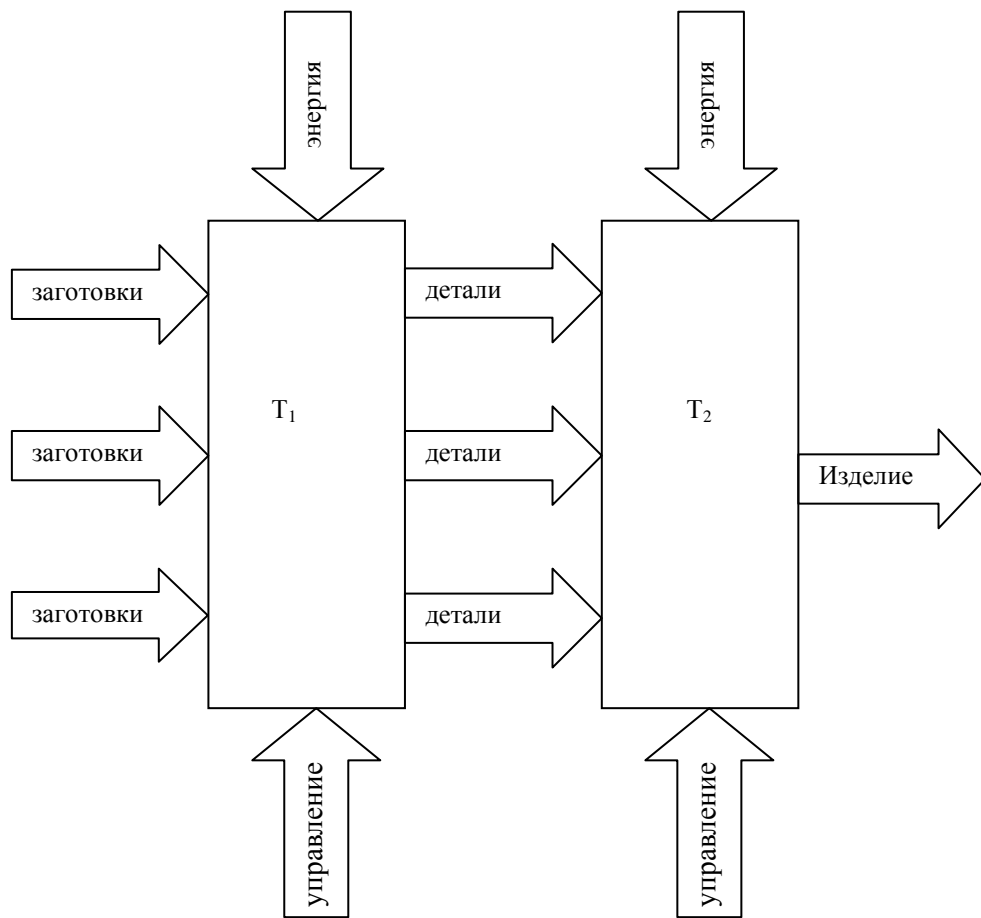 энергия
энергия
заготовки
детали
T₁
T₂
заготовки
детали
Изделие
заготовки
детали
управление
управление